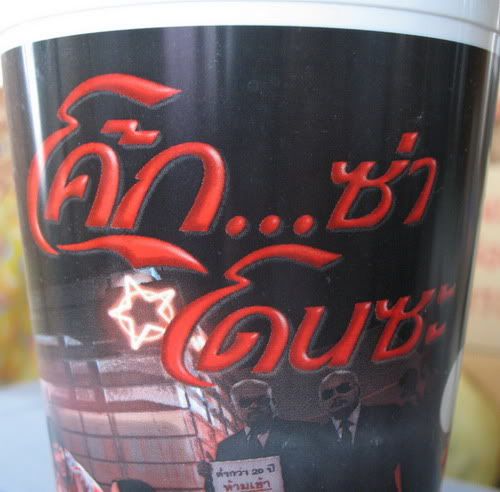 โค๊ก...ซ่า
โดนซะ
ต่ำกว่า 20 ปี
ห้ามเข้า